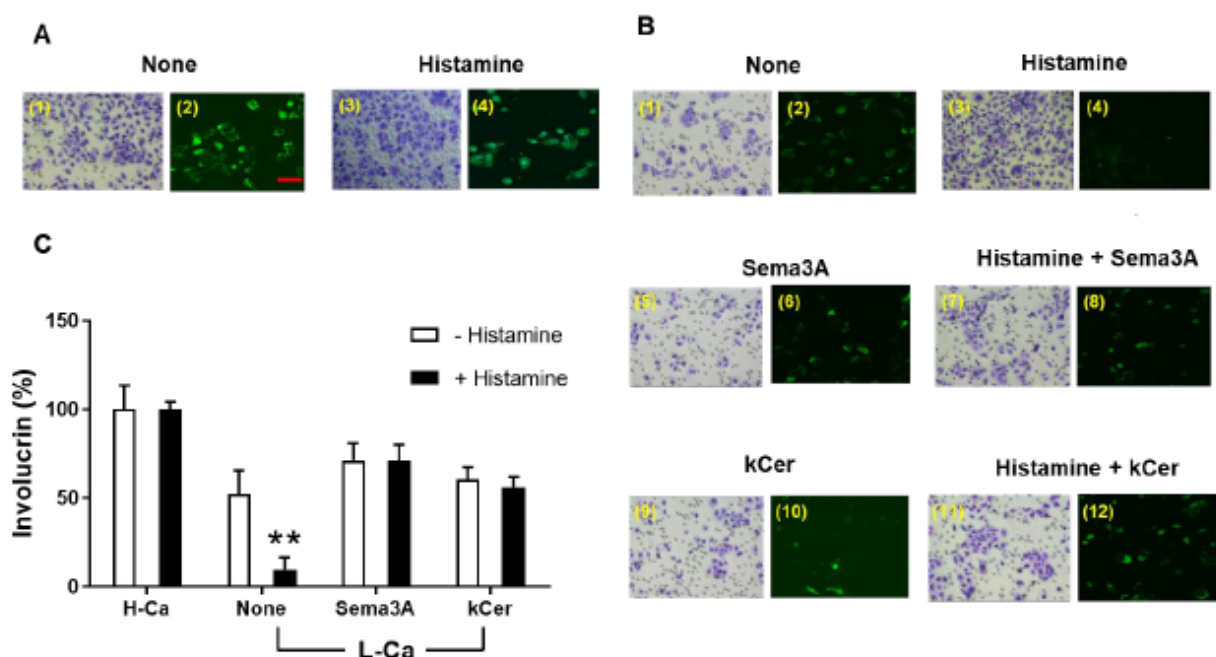 A
None
Histamine
(1)
(2)
(3)
(4)
B
None
Histamine
(1)
(2)
(3)
(4)
Sema3A
Histamine + Sema3A
(5)
(6)
(7)
(8)
kCer
Histamine + kCer
(9)
(10)
(11)
(12)
C
Involucrin (%)
150
100
50
0
- Histamine
+ Histamine
**
H-Ca
None
Sema3A
kCer
L-Ca